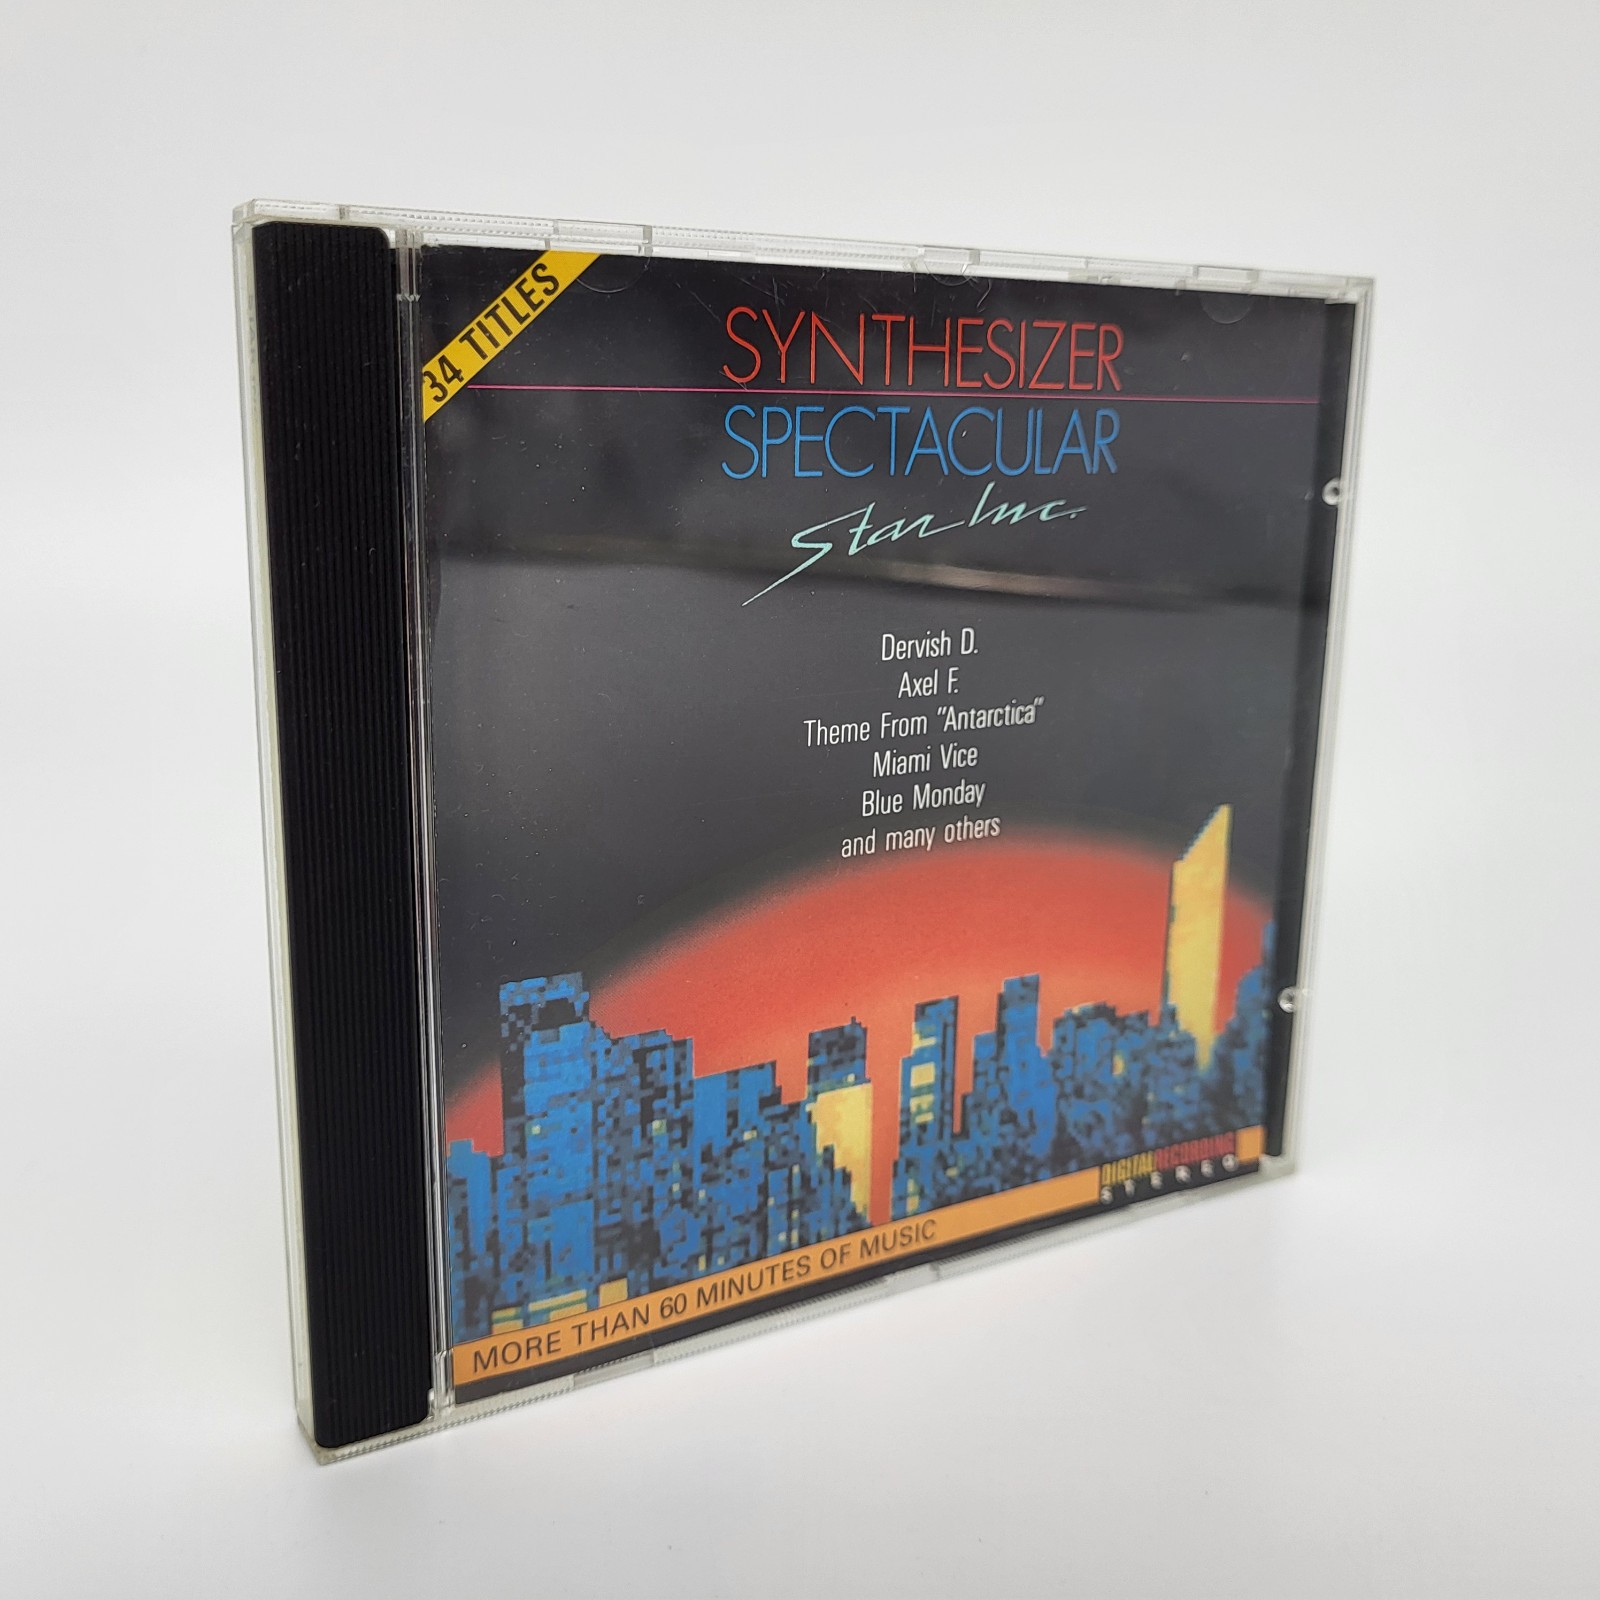 34 TITLES
SYNTHESIZER
SPECTACULAR
Star Inc.
Dervish D.
Axel F.
Theme From "Antarctica"
Miami Vice
Blue Monday
and many others
DIGITAL RECORDING
STEREO
MORE THAN 60 MINUTES OF MUSIC